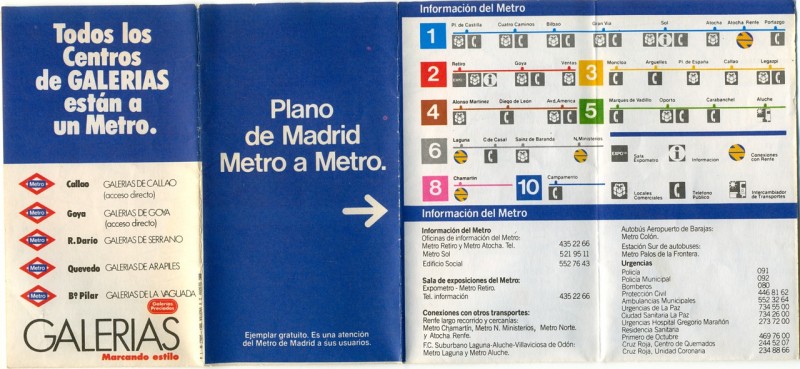 Todos los
Centros
de GALERIAS
están a
un Metro.
Metro
Callao GALERIAS DE CALLAO
(acceso directo)
Metro
Goya GALERIAS DE GOYA
(acceso directo)
Metro
R. Dario GALERIAS DE SERRANO
Metro
Quevedo GALERIAS DE ARAPILES
Metro
Bº Pilar GALERIAS DE LA VAGUADA
Galerías
Preciados
GALERIAS
Marcando estilo
Plano
de Madrid
Metro a Metro.
Ejemplar gratuito. Es una atención
del Metro de Madrid a sus usuarios.
Información del Metro
1 Pl. de Castilla Cuatro Caminos Bilbao Gran Via Sol Atocha Atocha Renfe Portazgo
2 Retiro Goya Ventas
3 Moncloa Argüelles Pl. de España Callao Legazpi
4 Alonso Martinez Diego de León Avd. America
5 Marques de Vadillo Oporto Carabanchel Aluche
6 Laguna C. de Casal Sainz de Baranda N. Ministerios
8 Chamartín
10 Campamento
EXPO
Sala
Expometro
Información
Conexiones
con Renfe
Locales
Comerciales
Teléfono
Público
Intercambiador
de Transportes
Información del Metro
Información del Metro
Oficinas de información del Metro:
Metro Retiro y Metro Atocha. Tel. 435 22 66
Metro Sol 521 95 11
Edificio Social 552 76 43
Sala de exposiciones del Metro:
Expometro - Metro Retiro.
Tel. información 435 22 66
Conexiones con otros transportes:
Renfe largo recorrido y cercanías:
Metro Chamartín, Metro N. Ministerios, Metro Norte
y Atocha Renfe.
F.C. Suburbano Laguna-Aluche-Villaviciosa de Odón:
Metro Laguna y Metro Aluche.
Autobús Aeropuerto de Barajas:
Metro Colón.
Estación Sur de autobuses:
Metro Palos de la Frontera.
Urgencias
Policía 091
Policía Municipal 092
Bomberos 080
Protección Civil 446 81 62
Ambulancias Municipales 552 32 64
Urgencias de La Paz 734 55 00
Ciudad Sanitaria La Paz 734 26 00
Urgencias Hospital Gregorio Marañón 273 72 00
Residencia Sanitaria
Primero de Octubre 469 76 00
Cruz Roja, Centro de Quemados 244 52 07
Cruz Roja, Unidad Coronaria 234 88 66